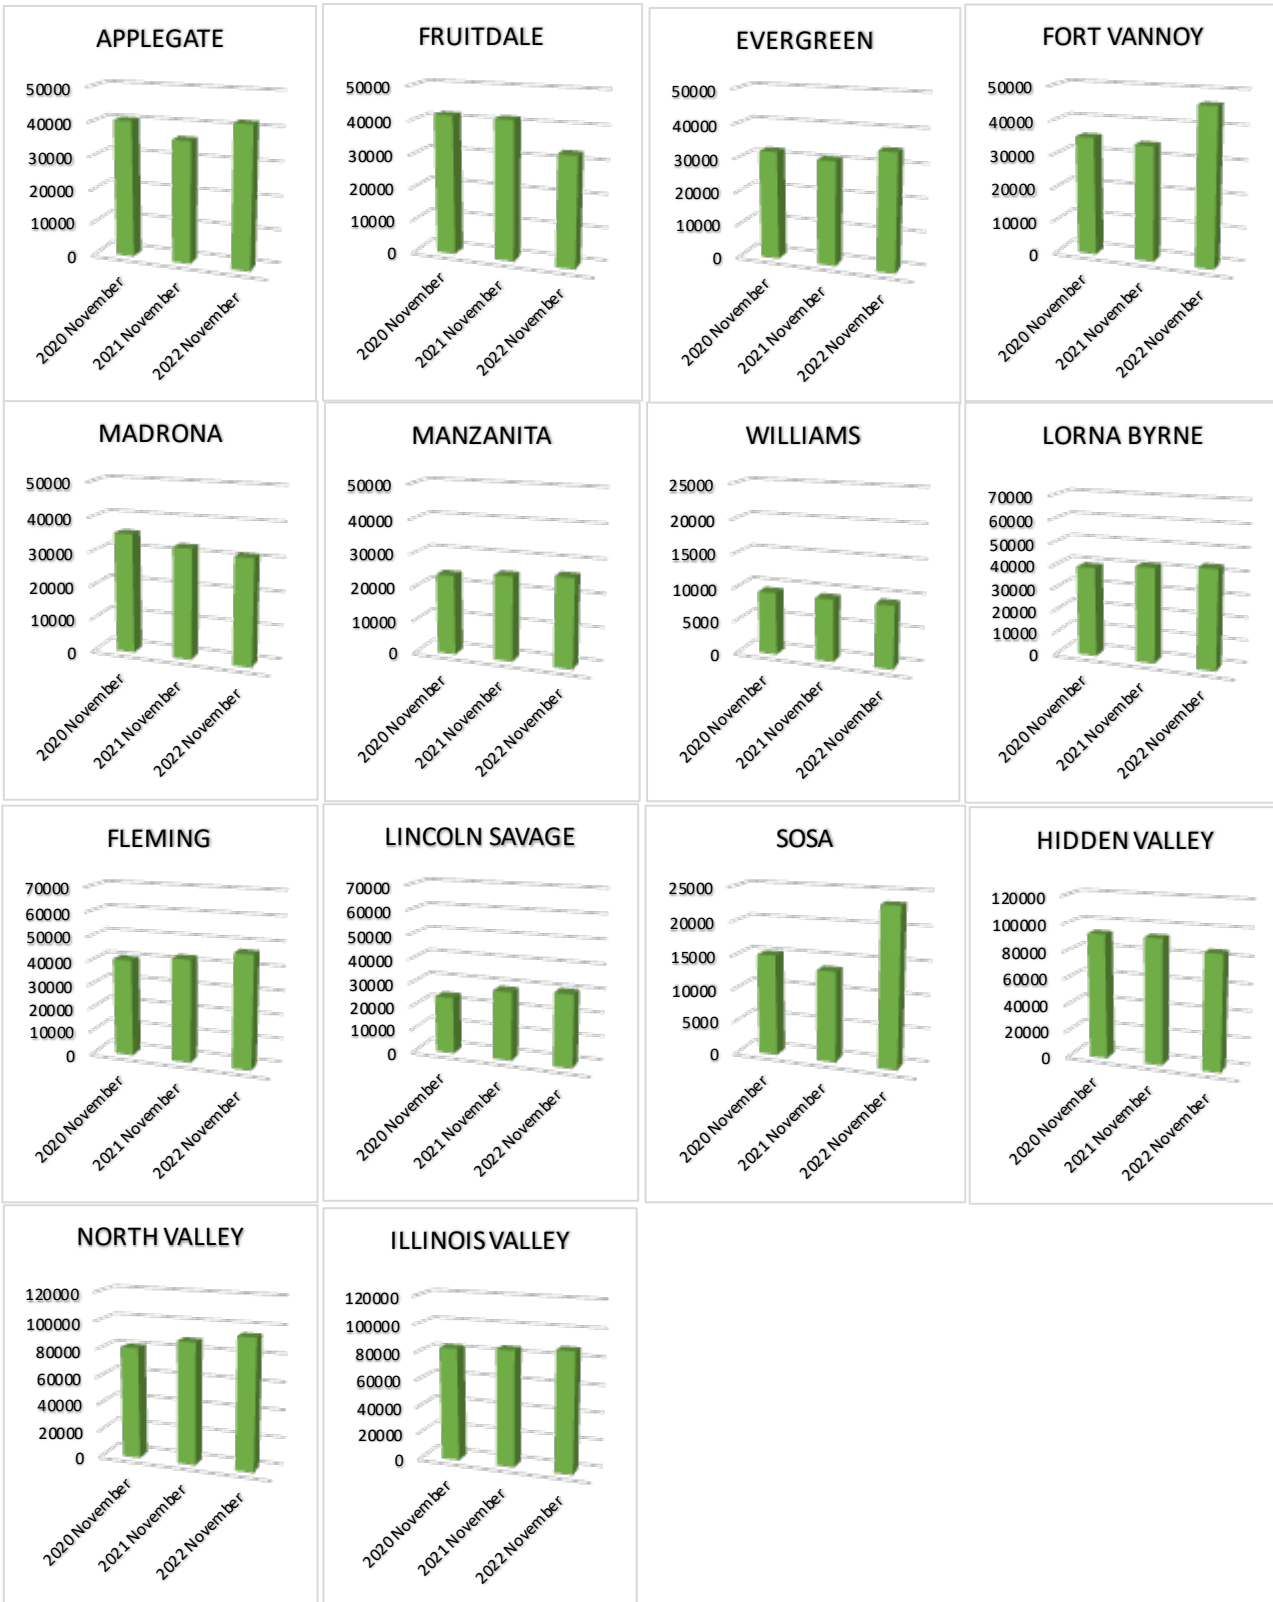 APPLEGATE
50000
40000
30000
20000
10000
0
2020 November
2021 November
2022 November
FRUITDALE
50000
40000
30000
20000
10000
0
2020 November
2021 November
2022 November
EVERGREEN
50000
40000
30000
20000
10000
0
2020 November
2021 November
2022 November
FORT VANNOY
50000
40000
30000
20000
10000
0
2020 November
2021 November
2022 November
MADRONA
50000
40000
30000
20000
10000
0
2020 November
2021 November
2022 November
MANZANITA
50000
40000
30000
20000
10000
0
2020 November
2021 November
2022 November
WILLIAMS
25000
20000
15000
10000
5000
0
2020 November
2021 November
2022 November
LORNA BYRNE
70000
60000
50000
40000
30000
20000
10000
0
2020 November
2021 November
2022 November
FLEMING
70000
60000
50000
40000
30000
20000
10000
0
2020 November
2021 November
2022 November
LINCOLN SAVAGE
70000
60000
50000
40000
30000
20000
10000
0
2020 November
2021 November
2022 November
SOSA
25000
20000
15000
10000
5000
0
2020 November
2021 November
2022 November
HIDDEN VALLEY
120000
100000
80000
60000
40000
20000
0
2020 November
2021 November
2022 November
NORTH VALLEY
120000
100000
80000
60000
40000
20000
0
2020 November
2021 November
2022 November
ILLINOIS VALLEY
120000
100000
80000
60000
40000
20000
0
2020 November
2021 November
2022 November